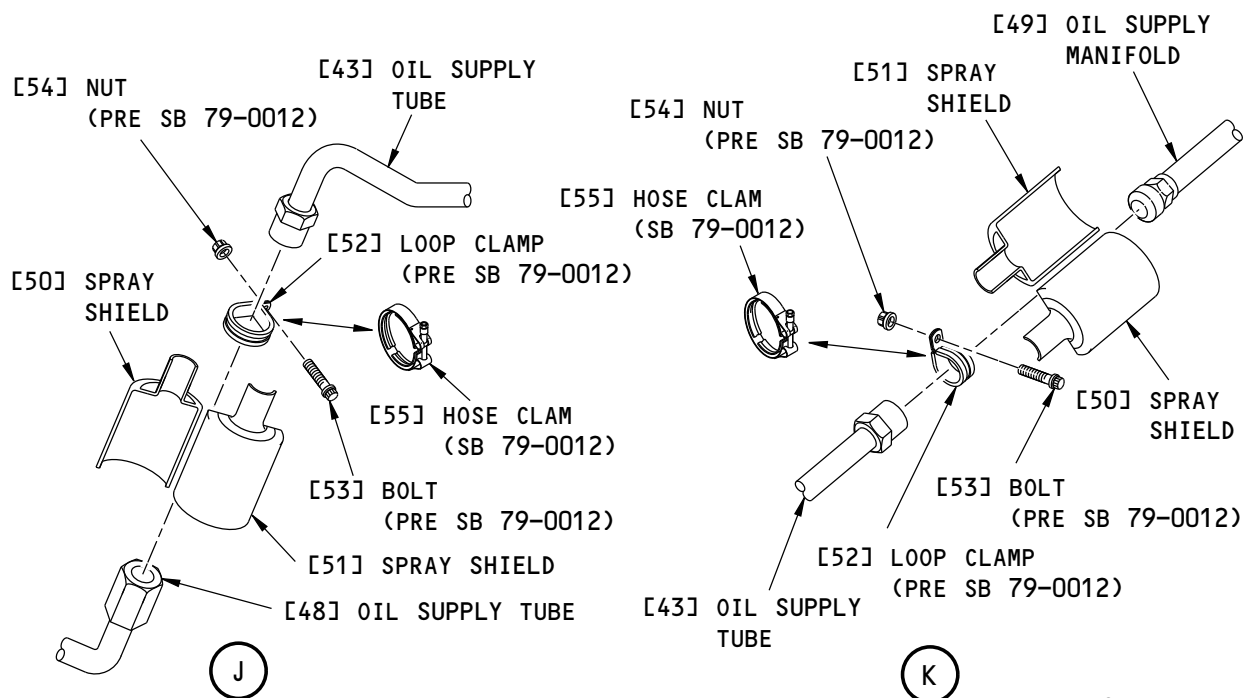 [54] NUT
(PRE SB 79-0012)
[43] OIL SUPPLY
TUBE
[52] LOOP CLAMP
(PRE SB 79-0012)
[50] SPRAY
SHIELD
[55] HOSE CLAM
(SB 79-0012)
[53] BOLT
(PRE SB 79-0012)
[51] SPRAY SHIELD
[48] OIL SUPPLY TUBE
J
[49] OIL SUPPLY
MANIFOLD
[51] SPRAY
SHIELD
[54] NUT
(PRE SB 79-0012)
[55] HOSE CLAM
(SB 79-0012)
[50] SPRAY
SHIELD
[53] BOLT
(PRE SB 79-0012)
[52] LOOP CLAMP
(PRE SB 79-0012)
[43] OIL SUPPLY
TUBE
K